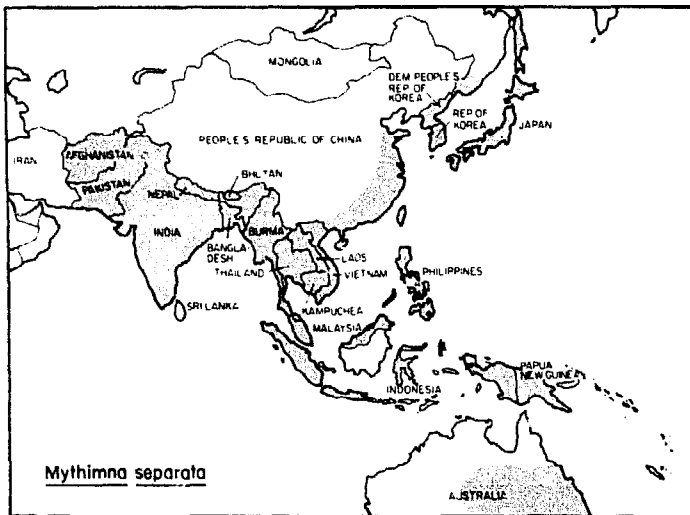 MONGOLIA
DEM PEOPLE'S
REP OF
KOREA
REP OF
KOREA
JAPAN
PEOPLE'S REPUBLIC OF CHINA
IRAN
AFGHANISTAN
PAKISTAN
NEPAL
BHUTAN
INDIA
BANGLA-
DESH
BURMA
THAILAND
LAOS
VIETNAM
PHILIPPINES
SRI LANKA
KAMPUCHEA
MALAYSIA
INDONESIA
PAPUA
NEW GUINEA
Mythimna separata
AUSTRALIA